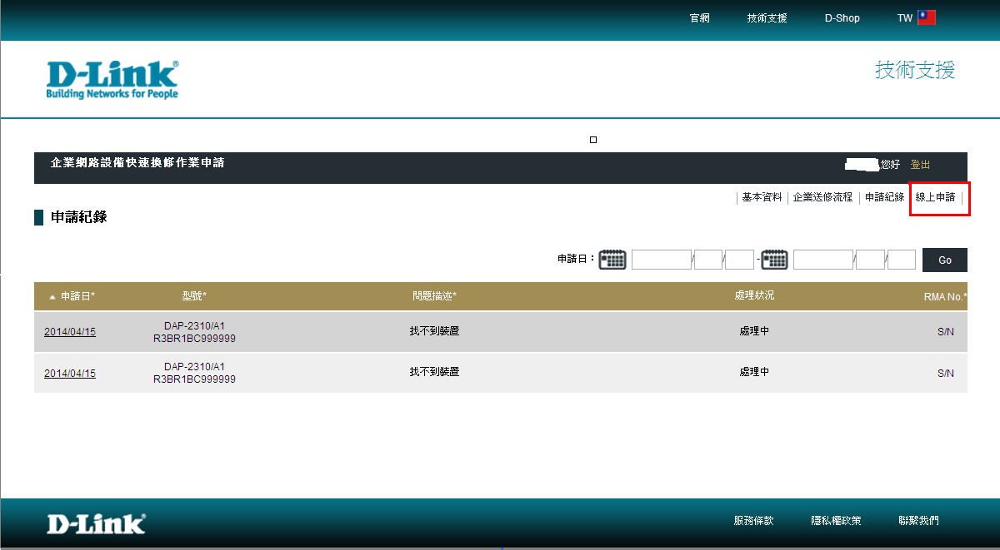 官網 技術支援 D-Shop TW
D-Link®
Building Networks for People
技術支援
企業網路設備快速換修作業申請 您好 登出
基本資料 | 企業送修流程 | 申請紀錄 | 線上申請 |
申請紀錄
申請日： / / - / / Go
申請日* 型號* 問題描述* 處理狀況 RMA No.*
2014/04/15 DAP-2310/A1 找不到裝置 處理中 S/N
R3BR1BC999999
2014/04/15 DAP-2310/A1 找不到裝置 處理中 S/N
R3BR1BC999999
D-Link 服務條款 隱私權政策 聯繫我們